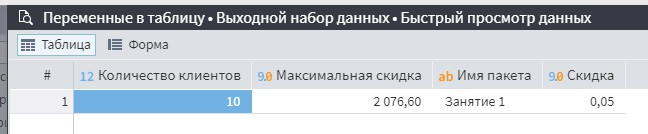 Переменные в таблицу • Выходной набор данных • Быстрый просмотр данных
Таблица Форма
# 12 Количество клиентов 9.0 Максимальная скидка ab Имя пакета 9.0 Скидка
1 10 2 076,60 Занятие 1 0,05